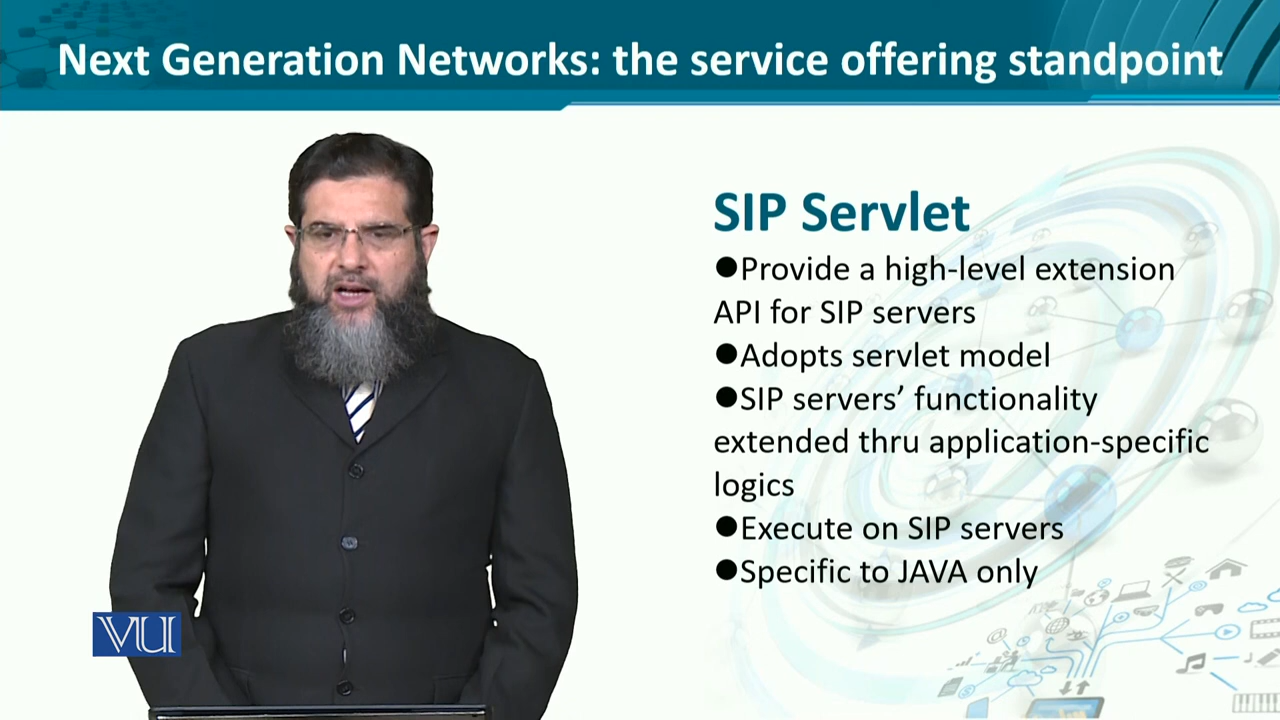 Next Generation Networks: the service offering standpoint
SIP Servlet
●Provide a high-level extension
API for SIP servers
●Adopts servlet model
●SIP servers’ functionality
extended thru application-specific
logics
●Execute on SIP servers
●Specific to JAVA only
VU